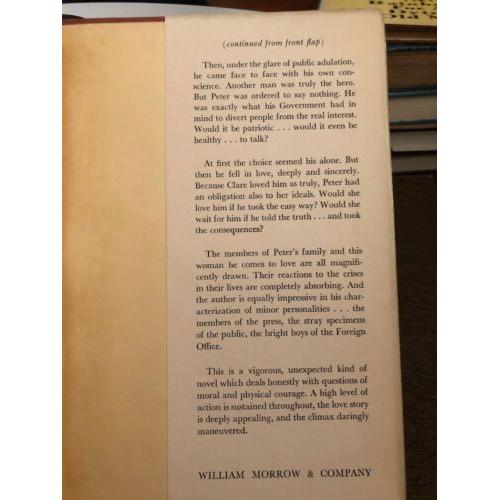 (continued from front flap)
Then, under the glare of public adulation,
he came face to face with his own con-
science. Another man was truly the hero.
But Peter was ordered to say nothing. He
was exactly what his Government had in
mind to divert people from the real interest.
Would it be patriotic . . . would it even be
healthy . . . to talk?
At first the choice seemed his alone. But
then he fell in love, deeply and sincerely.
Because Clare loved him as truly, Peter had
an obligation also to her ideals. Would she
love him if he took the easy way? Would she
wait for him if he told the truth . . . and took
the consequences?
The members of Peter's family and this
woman he comes to love are all magnifi-
cently drawn. Their reactions to the crises
in their lives are completely absorbing. And
the author is equally impressive in his char-
acterization of minor personalities . . . the
members of the press, the stray specimens
of the public, the bright boys of the Foreign
Office.
This is a vigorous, unexpected kind of
novel which deals honestly with questions of
moral and physical courage. A high level of
action is sustained throughout, the love story
is deeply appealing, and the climax daringly
maneuvered.
WILLIAM MORROW & COMPANY